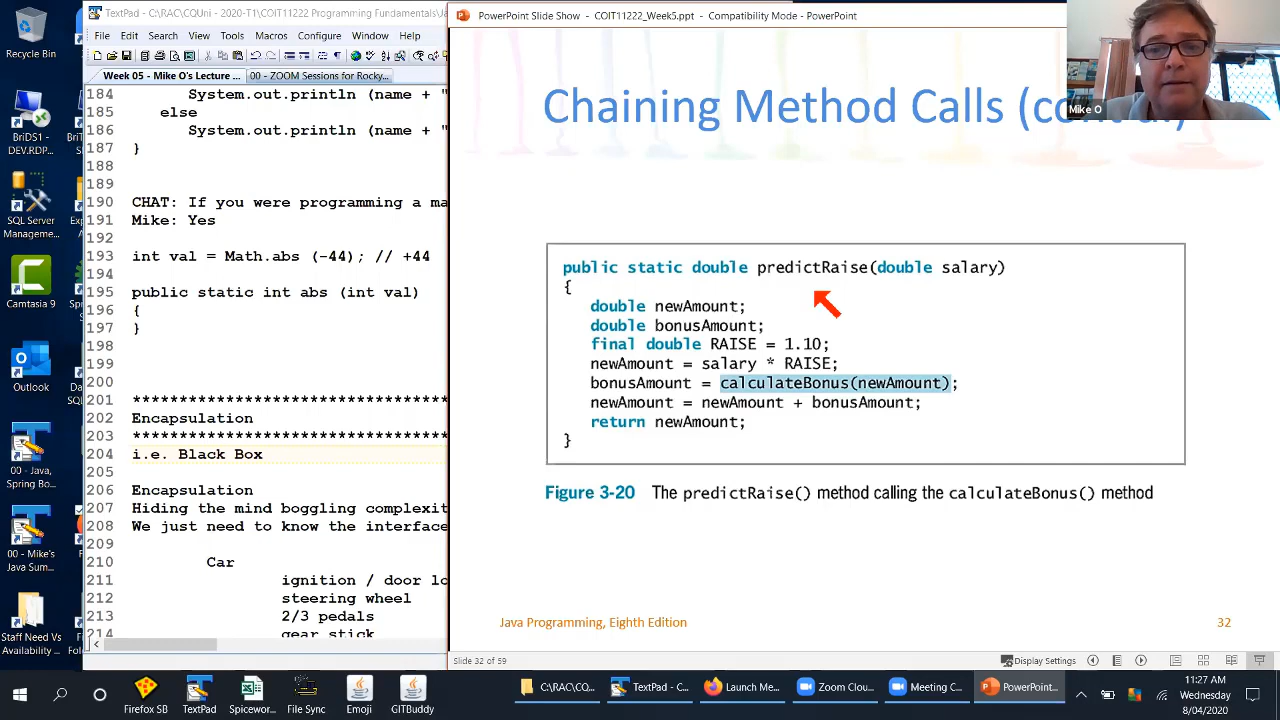 Recycle Bin
BriDS1 -
DEV.RDP...
SQL Server
Manageme...
Camtasia 9
Outlook
00 - Java,
Spring Bo...
00 - Mike's
Java Sum...
Staff Need Vs
Availability ...
TextPad - C:\RAC\CQUni - 2020-T1\COIT11222 Programming Fundamentals\Ja
File Edit Search View Tools Macros Configure Window Help
Week 05 - Mike O's Lecture ... 00 - ZOOM Sessions for Rocky...
184 System.out.println (name + "
185 else
186 System.out.println (name + "
187 }
188
189
190 CHAT: If you were programming a ma
191 Mike: Yes
192
193 int val = Math.abs (-44); // +44
194
195 public static int abs (int val)
196 {
197 }
198
199
200
201 ***********************************
202 Encapsulation
203 ***********************************
204 i.e. Black Box
205
206 Encapsulation
207 Hiding the mind boggling complexit
208 We just need to know the interface
209
210 Car
211 ignition / door lo
212 steering wheel
213 2/3 pedals
214 gear stick
PowerPoint Slide Show - COIT11222_Week5.ppt - Compatibility Mode - PowerPoint
Mike O
Chaining Method Calls (cont'd.)
public static double predictRaise(double salary)
{
double newAmount;
double bonusAmount;
final double RAISE = 1.10;
newAmount = salary * RAISE;
bonusAmount = calculateBonus(newAmount);
newAmount = newAmount + bonusAmount;
return newAmount;
}
Figure 3-20 The predictRaise() method calling the calculateBonus() method
Java Programming, Eighth Edition 32
Slide 32 of 59 Display Settings
Firefox SB TextPad Spicewor... File Sync Emoji GITBuddy
C:\RAC\CQ... TextPad - C... Launch Me... Zoom Clou... Meeting C... PowerPoint...
11:27 AM
Wednesday
8/04/2020